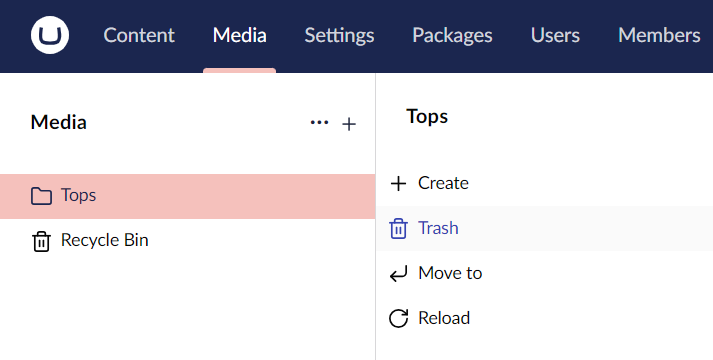 Content Media Settings Packages Users Members
Media
Tops
Recycle Bin
Tops
Create
Trash
Move to
Reload